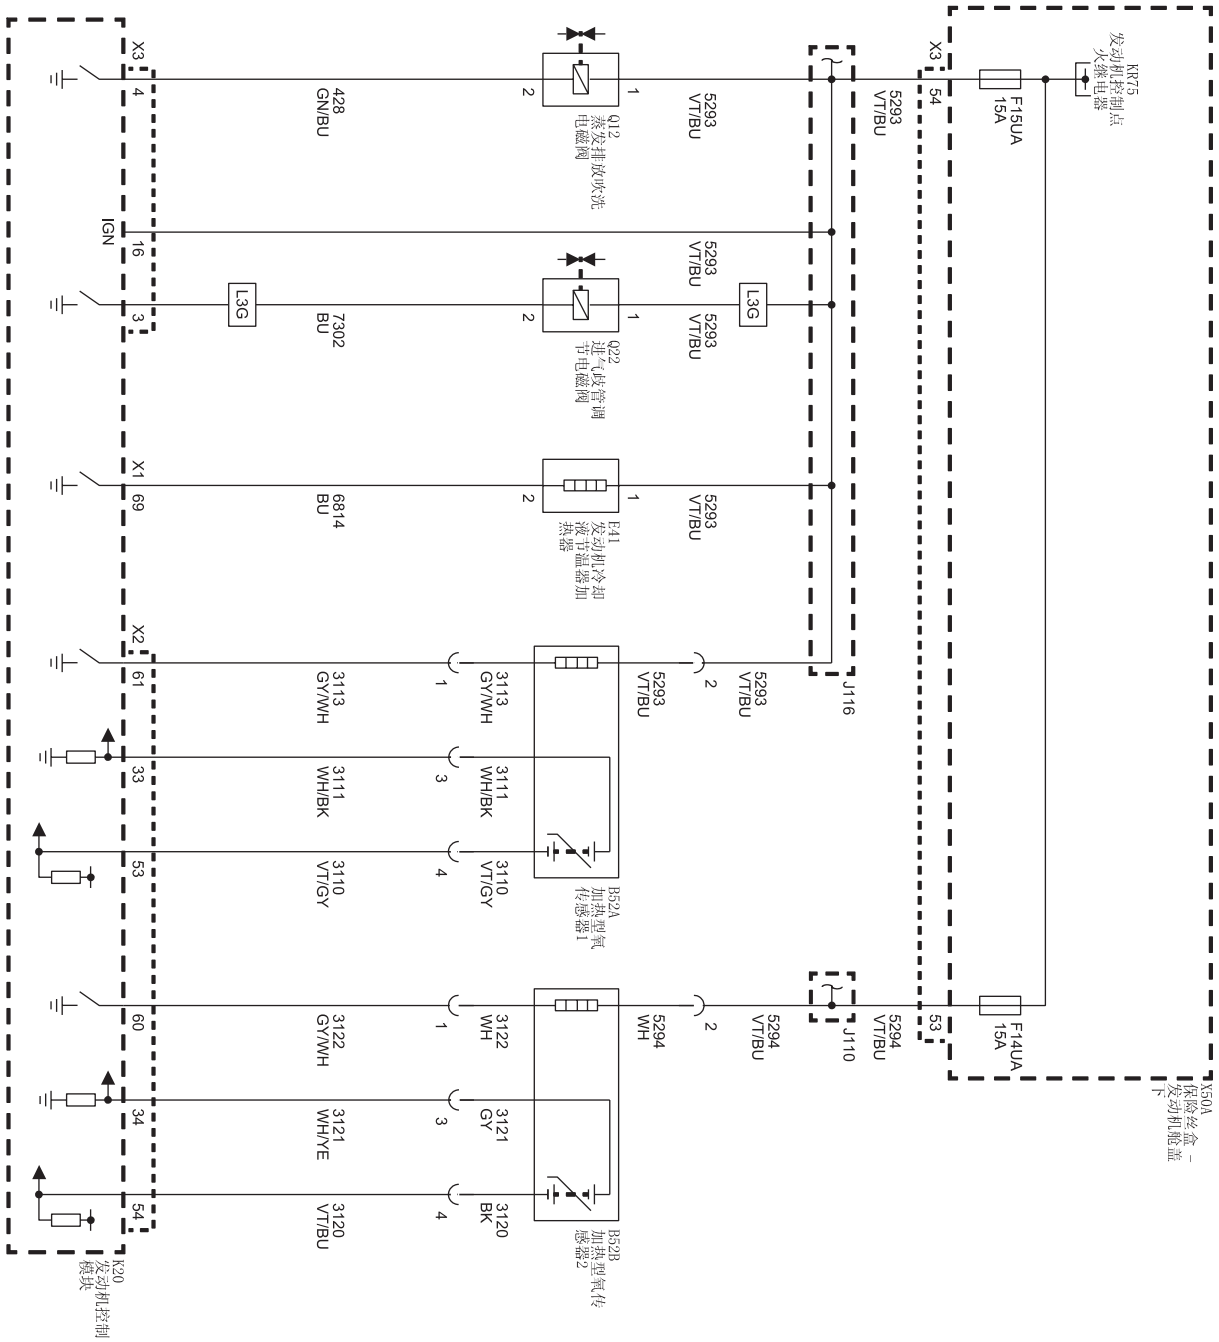 KR75
发动机控制点
火继电器
F15UA
15A
F14UA
15A
X50A
保险丝盒 -
发动机舱盖
下
X3
54
53
5293
VT/BU
5294
VT/BU
J116
J110
5293
VT/BU
5293
VT/BU
L3G
5293
VT/BU
5293
VT/BU
5293
VT/BU
2
5293
VT/BU
5294
VT/BU
2
5294
WH
1
Q12
蒸发排放吹洗
电磁阀
2
1
Q22
进气歧管调
节电磁阀
2
1
E41
发动机冷却
液节温器加
热器
2
B52A
加热型氧
传感器1
B52B
加热型氧传
感器2
3113
GY/WH
3111
WH/BK
3110
VT/GY
3122
WH
3121
GY
3120
BK
1
3
4
1
3
4
428
GN/BU
7302
BU
L3G
6814
BU
3113
GY/WH
3111
WH/BK
3110
VT/GY
3122
GY/WH
3121
WH/YE
3120
VT/BU
X3
4
16
3
X1
69
X2
61
33
53
60
34
54
IGN
K20
发动机控制
模块